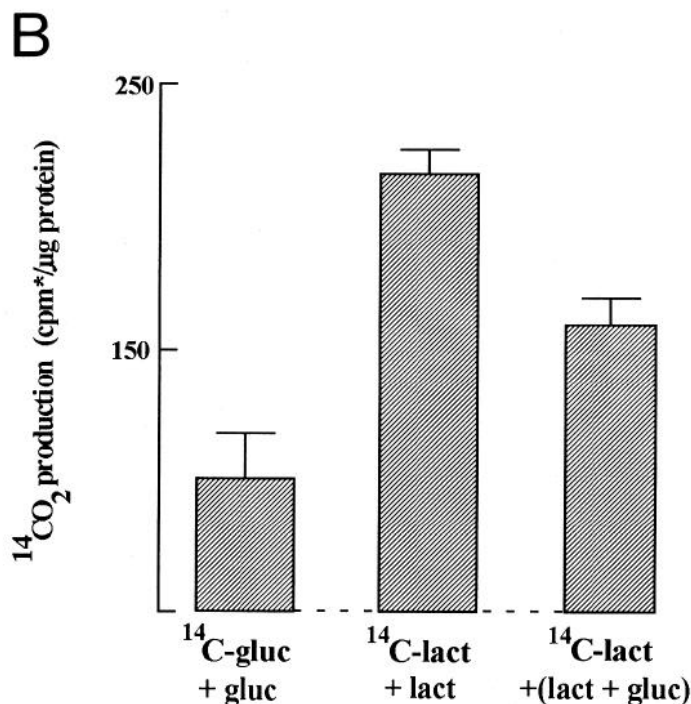 B
250
150
¹⁴CO₂ production (cpm*/µg protein)
¹⁴C-gluc
+ gluc
¹⁴C-lact
+ lact
¹⁴C-lact
+(lact + gluc)